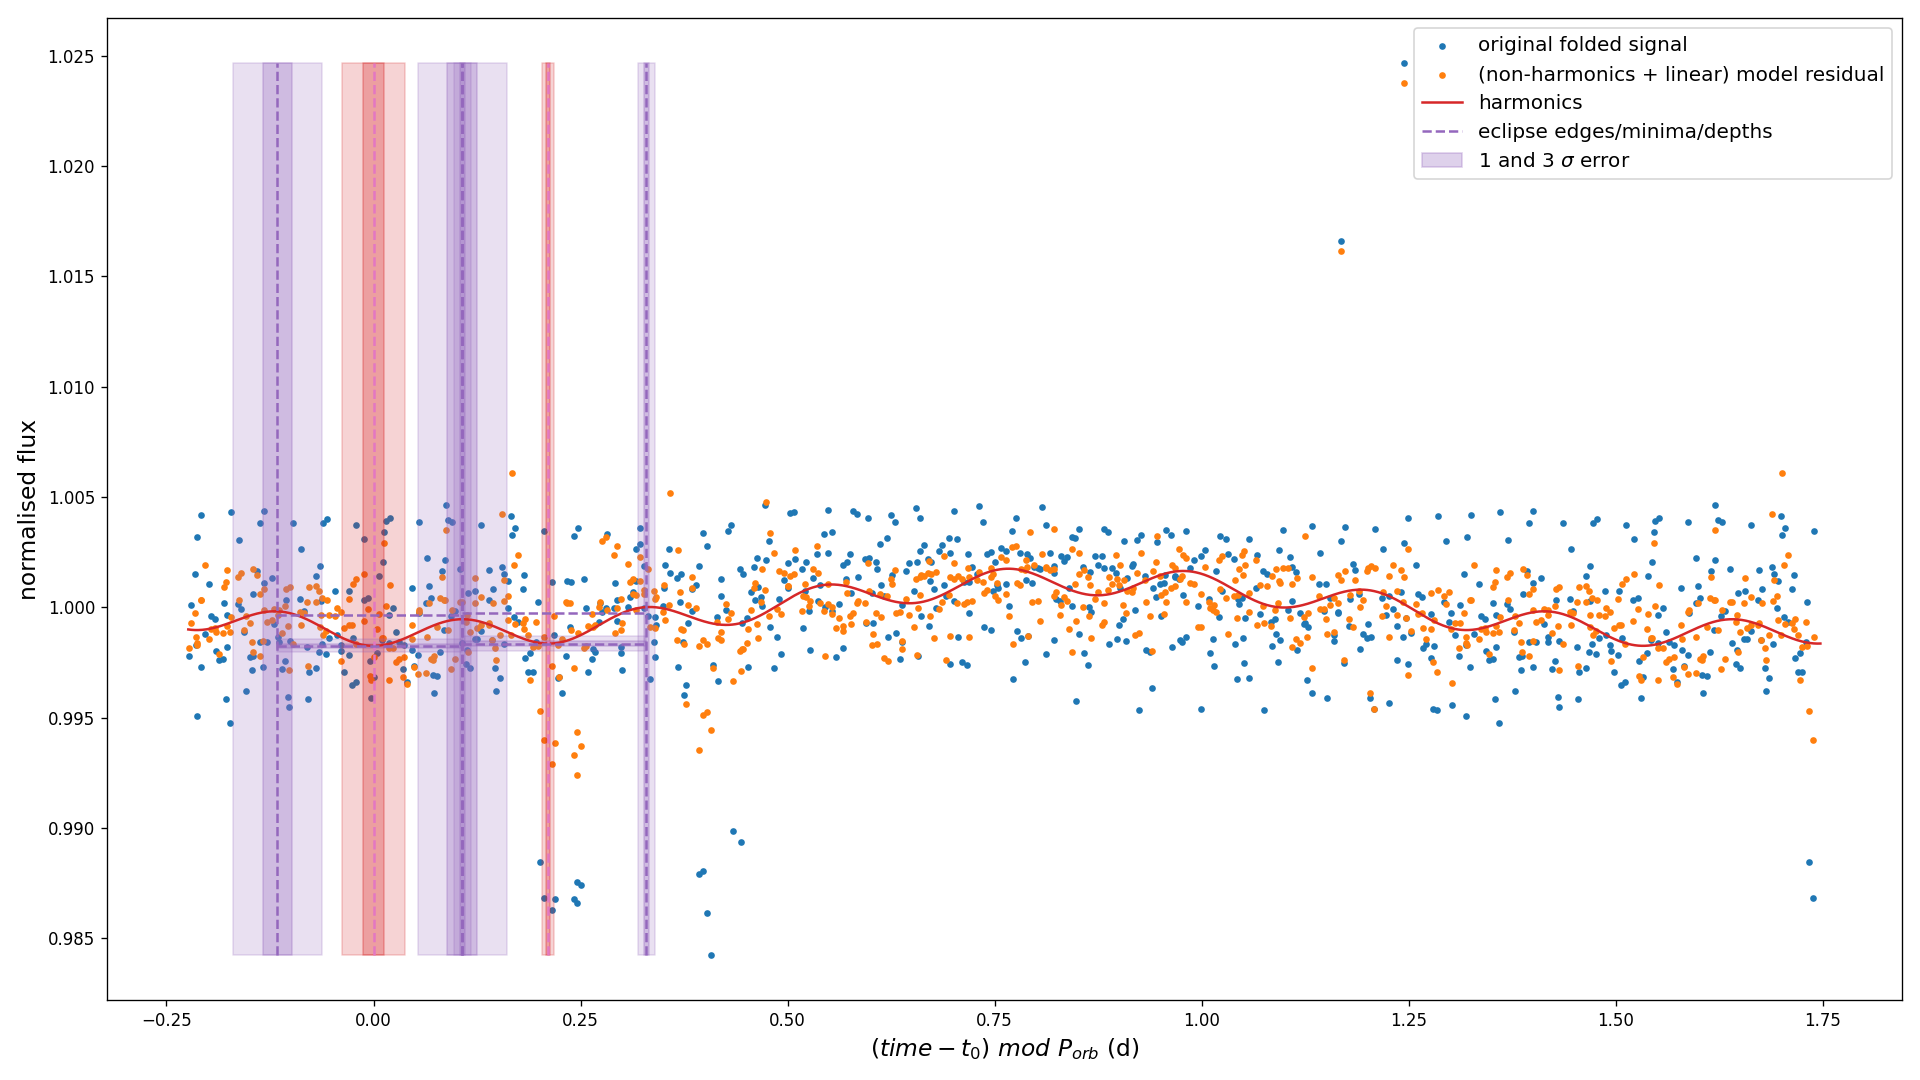 1.025
1.020
1.015
1.010
1.005
1.000
0.995
0.990
0.985
normalised flux
−0.25
0.00
0.25
0.50
0.75
1.00
1.25
1.50
1.75
(time − t₀) mod Pₒᵣᵦ (d)
original folded signal
(non-harmonics + linear) model residual
harmonics
eclipse edges/minima/depths
1 and 3 σ error